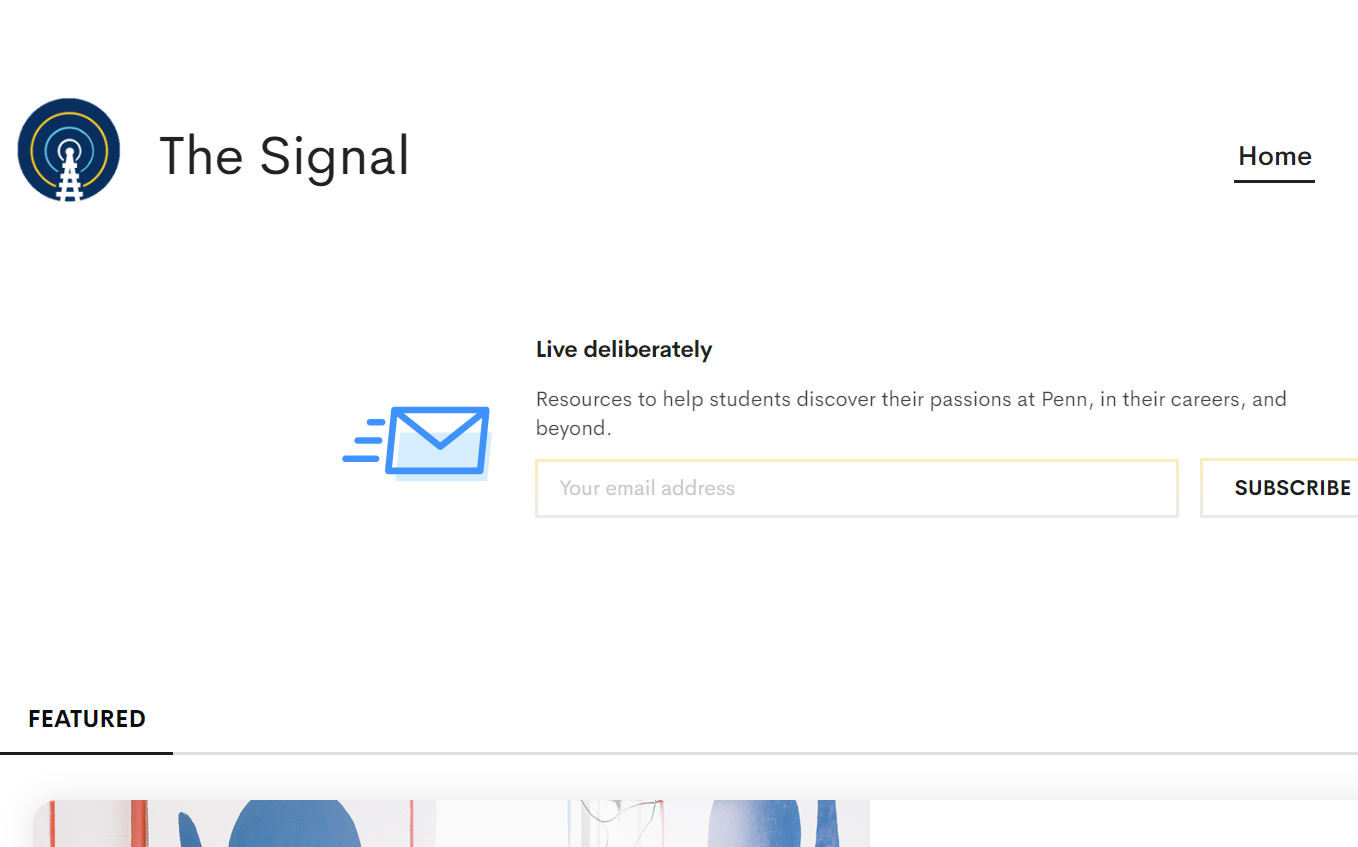 The Signal
Home
Live deliberately
Resources to help students discover their passions at Penn, in their careers, and
beyond.
Your email address
SUBSCRIBE
FEATURED